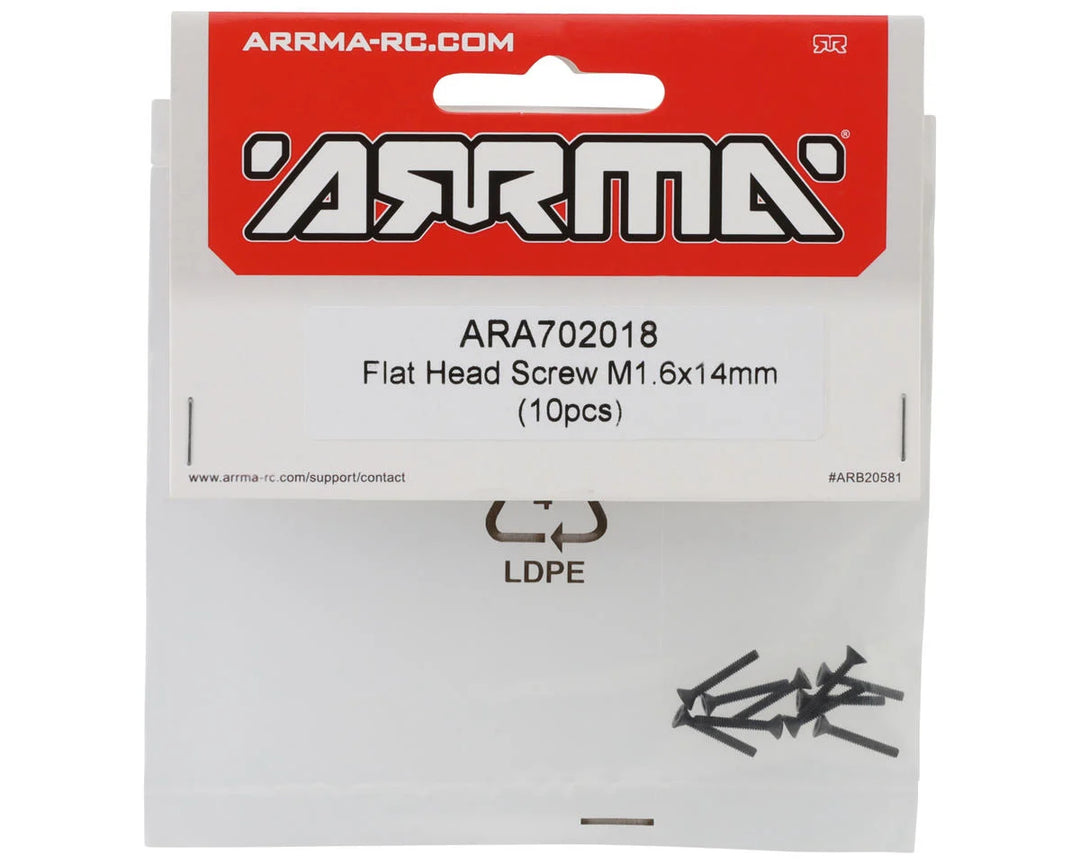 ARRMA-RC.COM
ARRMA®
ARA702018
Flat Head Screw M1.6x14mm
(10pcs)
www.arrma-rc.com/support/contact
#ARB20581
4
LDPE